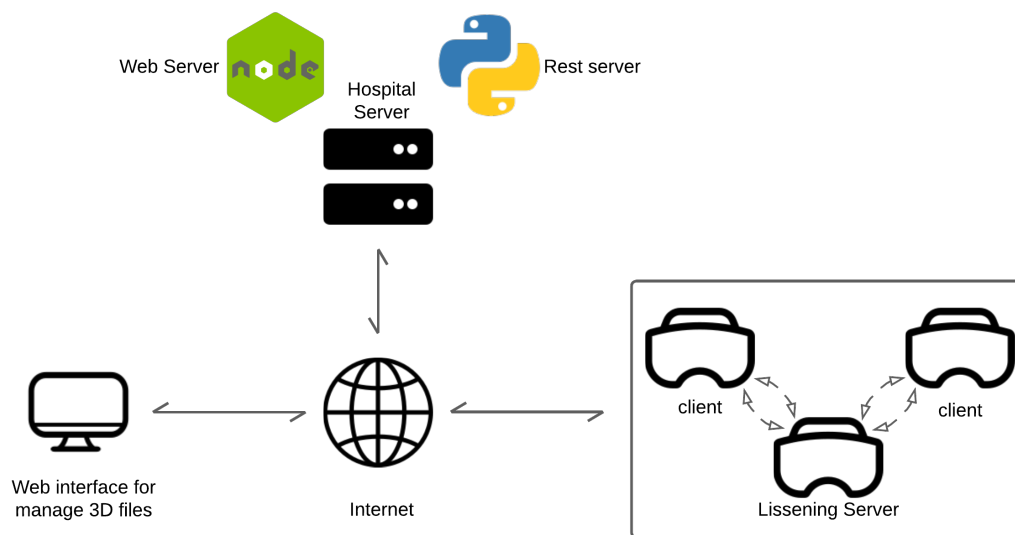 Web Server
node
Rest server
Hospital
Server
client
client
Web interface for
manage 3D files
Internet
Lissening Server